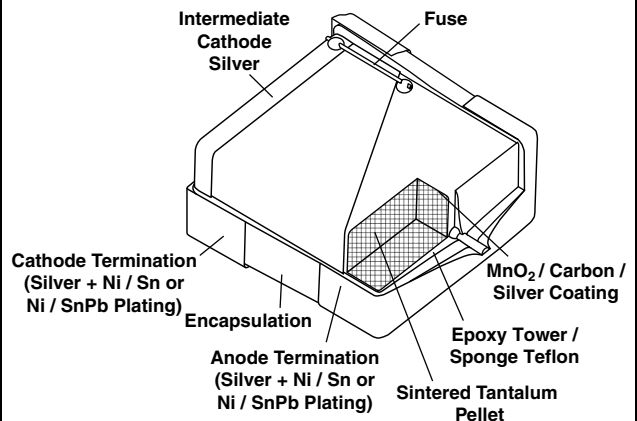 Intermediate
Cathode
Silver
Fuse
Cathode Termination
(Silver + Ni / Sn or
Ni / SnPb Plating)
Encapsulation
Anode Termination
(Silver + Ni / Sn or
Ni / SnPb Plating)
MnO₂ / Carbon /
Silver Coating
Epoxy Tower /
Sponge Teflon
Sintered Tantalum
Pellet